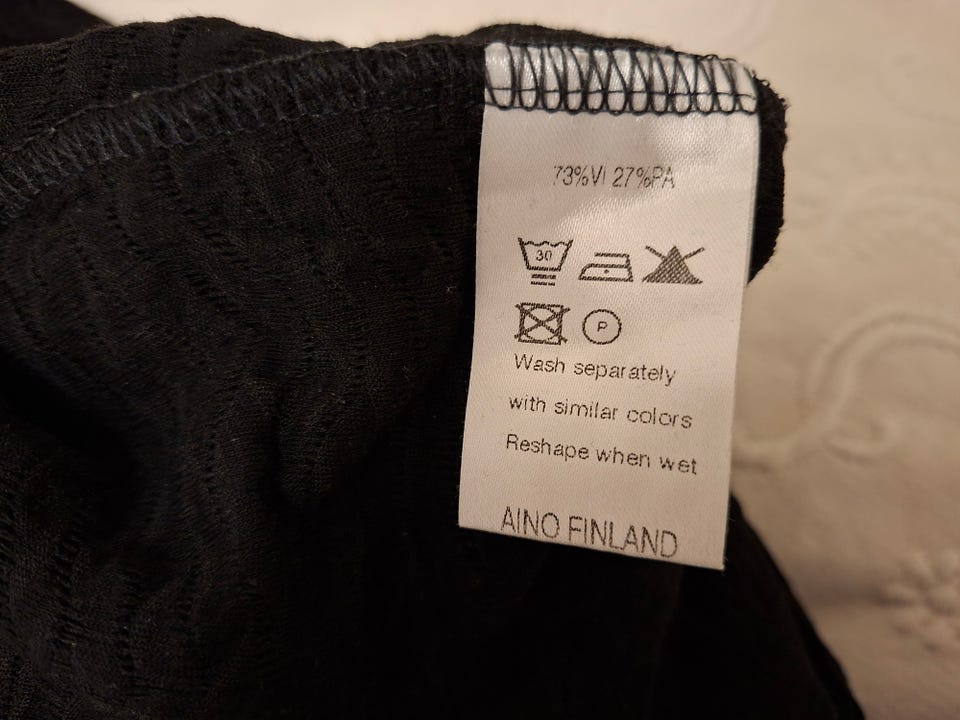 73%VI 27%PA
30
P
Wash separately
with similar colors
Reshape when wet
AINO FINLAND